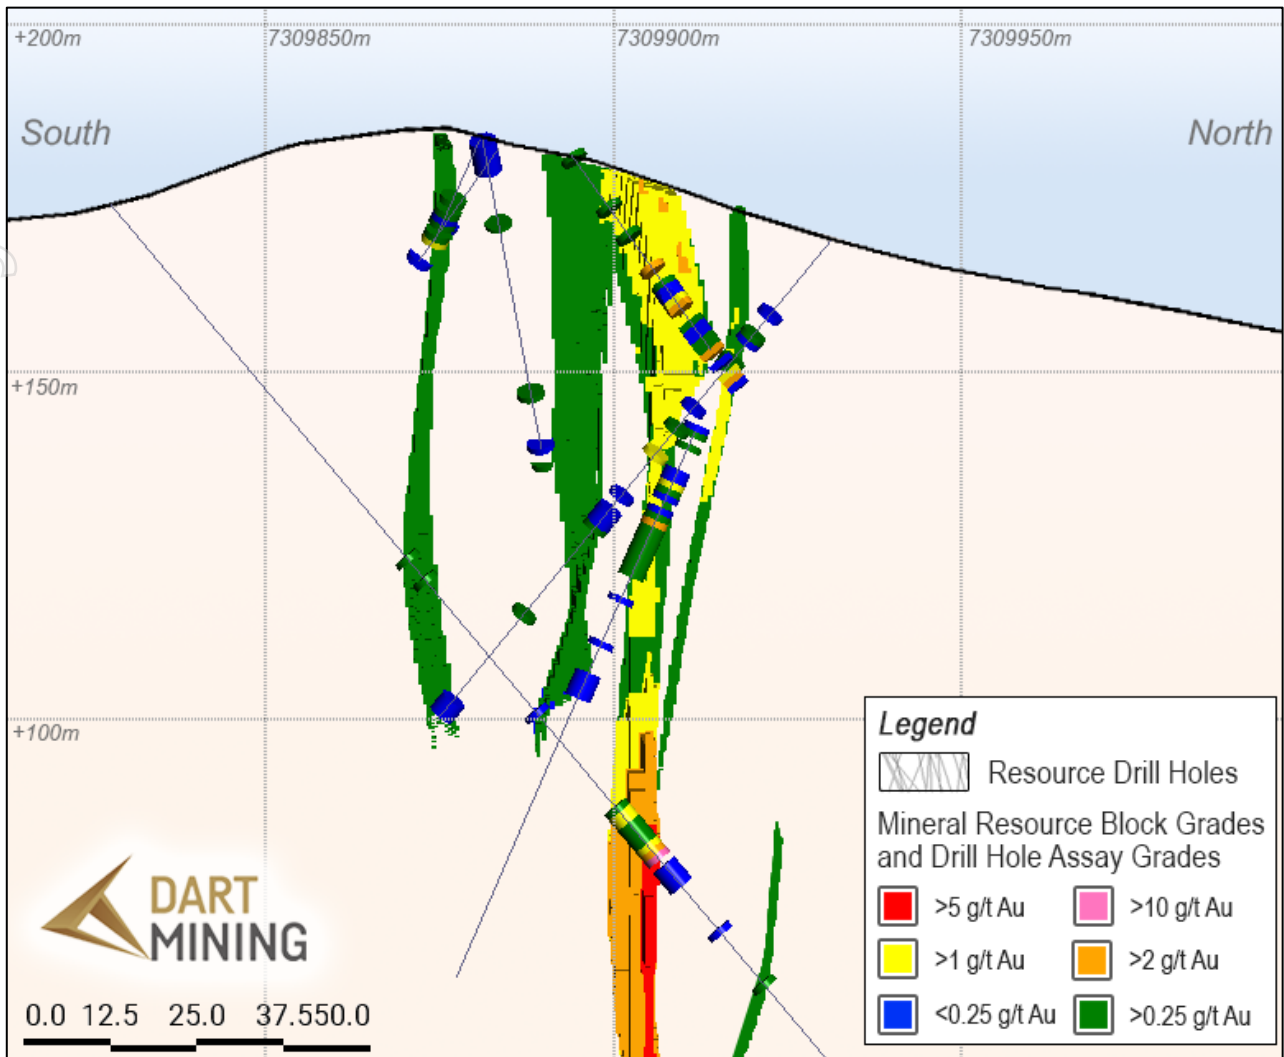 +200m
7309850m
7309900m
7309950m
South
North
+150m
+100m
Legend
Resource Drill Holes
Mineral Resource Block Grades
and Drill Hole Assay Grades
>5 g/t Au
>10 g/t Au
>1 g/t Au
>2 g/t Au
<0.25 g/t Au
>0.25 g/t Au
DART
MINING
0.0 12.5 25.0 37.550.0